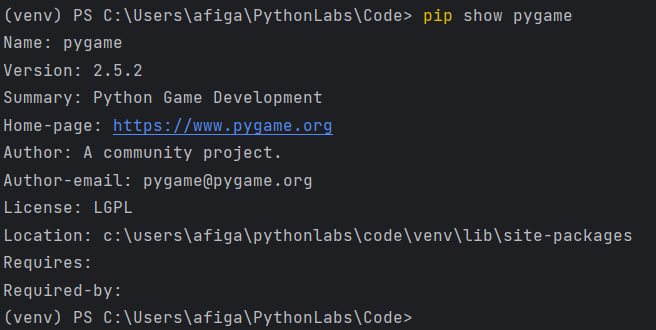 (venv) PS C:\Users\afiga\PythonLabs\Code> pip show pygame
Name: pygame
Version: 2.5.2
Summary: Python Game Development
Home-page: https://www.pygame.org
Author: A community project.
Author-email: pygame@pygame.org
License: LGPL
Location: c:\users\afiga\pythonlabs\code\venv\lib\site-packages
Requires:
Required-by:
(venv) PS C:\Users\afiga\PythonLabs\Code>